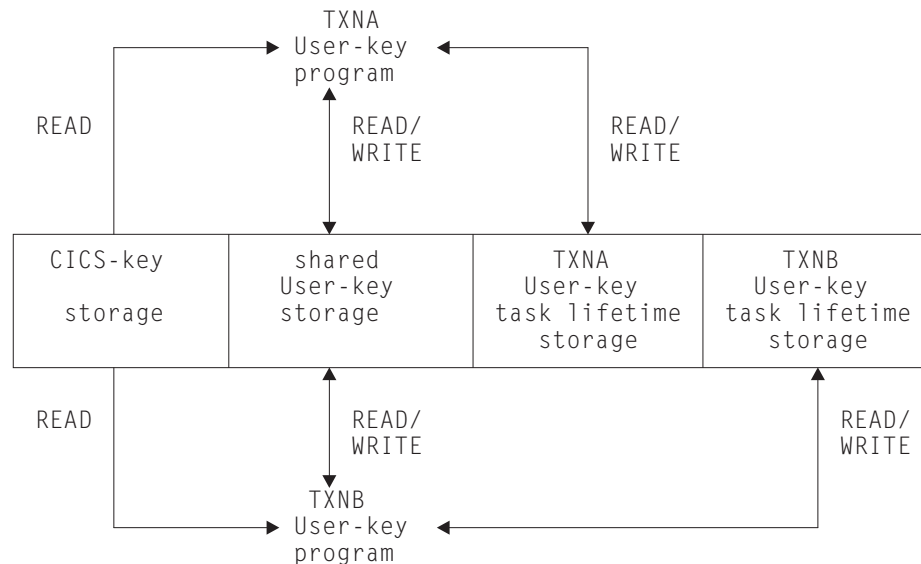 TXNA
User-key
program
READ
READ/
WRITE
READ/
WRITE
CICS-key
storage
shared
User-key
storage
TXNA
User-key
task lifetime
storage
TXNB
User-key
task lifetime
storage
READ
READ/
WRITE
READ/
WRITE
TXNB
User-key
program